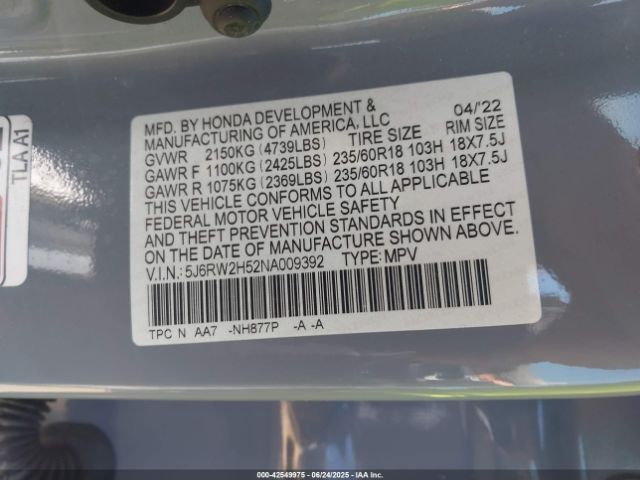 MFD. BY HONDA DEVELOPMENT &
MANUFACTURING OF AMERICA, LLC 04/'22
GVWR 2150KG (4739LBS) TIRE SIZE RIM SIZE
GAWR F 1100KG (2425LBS) 235/60R18 103H 18X7.5J
GAWR R 1075KG (2369LBS) 235/60R18 103H 18X7.5J
THIS VEHICLE CONFORMS TO ALL APPLICABLE
FEDERAL MOTOR VEHICLE SAFETY
AND THEFT PREVENTION STANDARDS IN EFFECT
ON THE DATE OF MANUFACTURE SHOWN ABOVE.
V.I.N.: 5J6RW2H52NA009392 TYPE: MPV
TPC N AA7 -NH877P -A -A
TLA A1
000-42549975 - 06/24/2025 - IAA Inc. (IAAI.com)